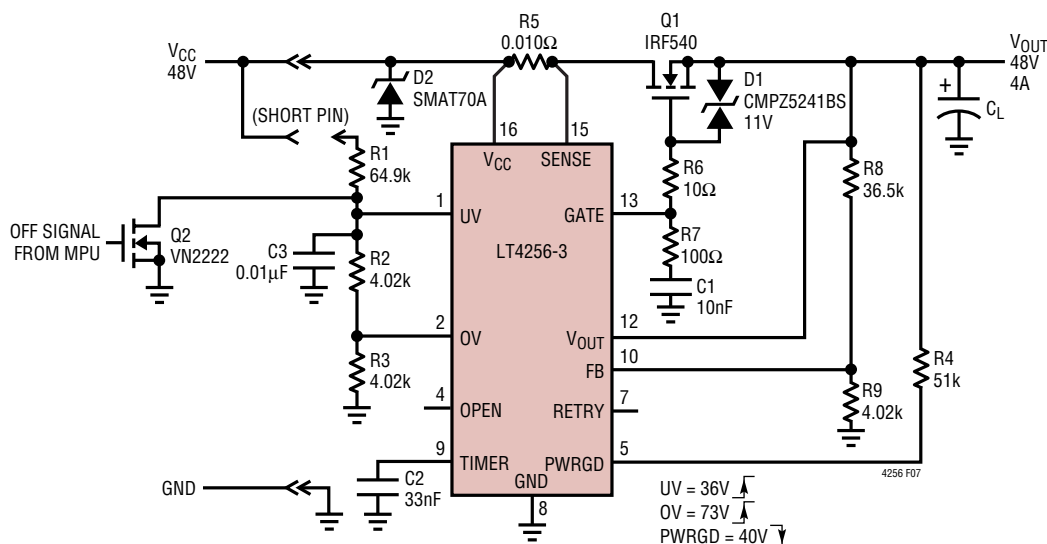 R5
0.010Ω
Q1
IRF540
VCC
48V
VOUT
48V
4A
D2
SMAT70A
D1
CMPZ5241BS
11V
+
CL
(SHORT PIN)
16
15
VCC
SENSE
R1
64.9k
R6
10Ω
R8
36.5k
1
UV
GATE
13
OFF SIGNAL
FROM MPU
Q2
VN2222
LT4256-3
C3
0.01µF
R2
4.02k
R7
100Ω
C1
10nF
2
OV
VOUT
12
FB
10
R3
4.02k
R4
51k
R9
4.02k
4
OPEN
RETRY
7
9
TIMER
PWRGD
5
4256 F07
GND
C2
33nF
GND
8
UV = 36V
OV = 73V
PWRGD = 40V